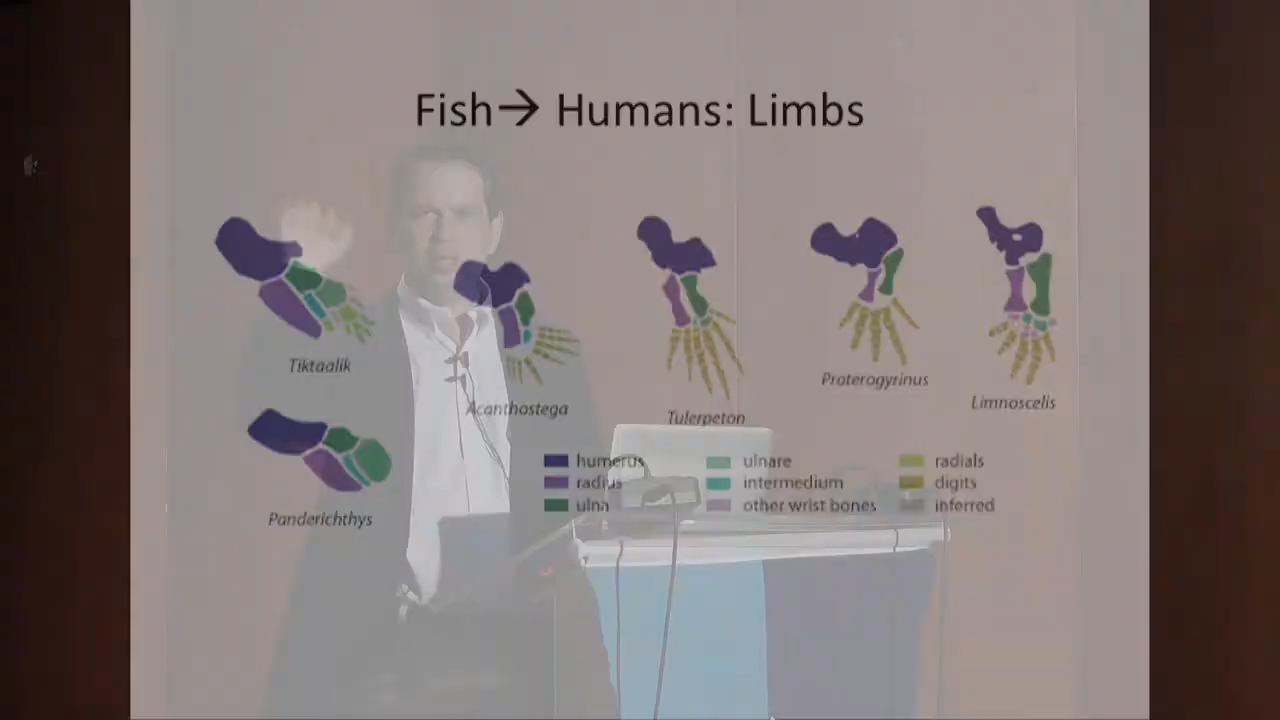 Fish→ Humans: Limbs
Tiktaalik
Acanthostega
Tulerpeton
Proterogyrinus
Limnoscelis
Panderichthys
humerus
radius
ulna
ulnare
intermedium
other wrist bones
radials
digits
inferred